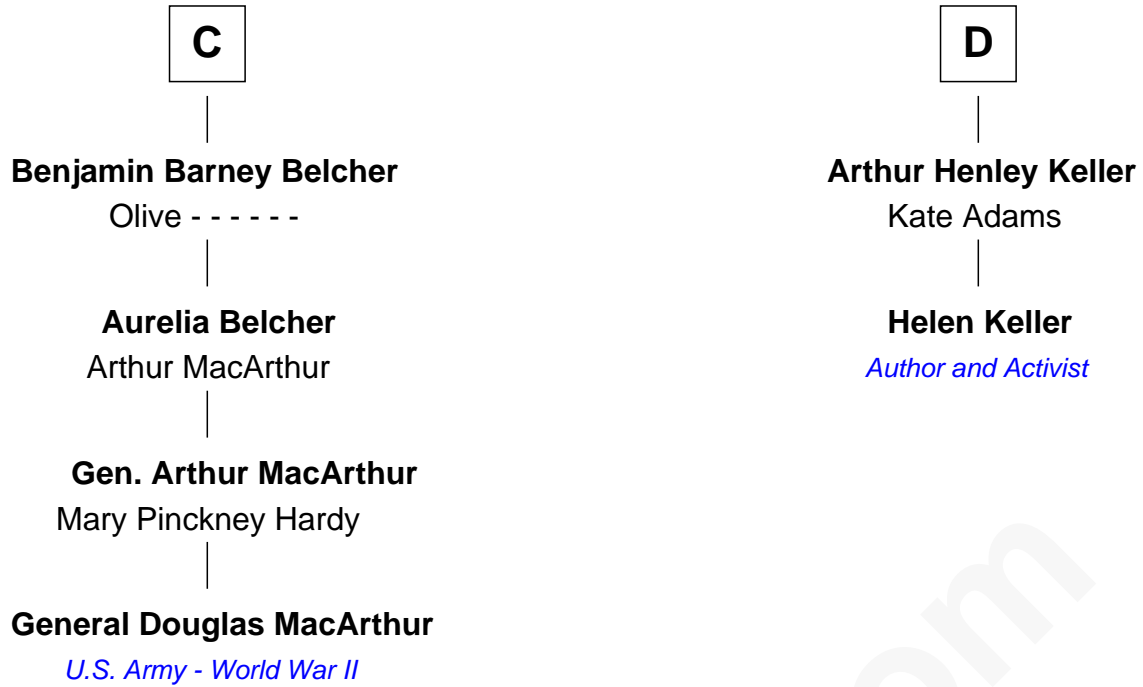 C
Benjamin Barney Belcher
Olive - - - - - -
Aurelia Belcher
Arthur MacArthur
Gen. Arthur MacArthur
Mary Pinckney Hardy
General Douglas MacArthur
U.S. Army - World War II
D
Arthur Henley Keller
Kate Adams
Helen Keller
Author and Activist
om